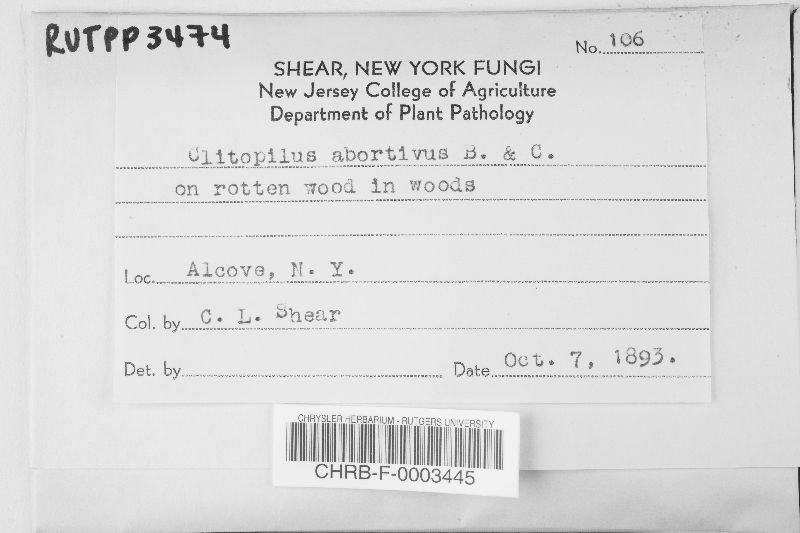 RUTPP3474
No. 106
SHEAR, NEW YORK FUNGI
New Jersey College of Agriculture
Department of Plant Pathology
Clitopilus abortivus B. & C.
on rotten wood in woods
Loc. Alcove, N. Y.
Col. by C. L. Shear
Det. by
Date Oct. 7, 1893.
CHRYSLER HERBARIUM - RUTGERS UNIVERSITY
CHRB-F-0003445